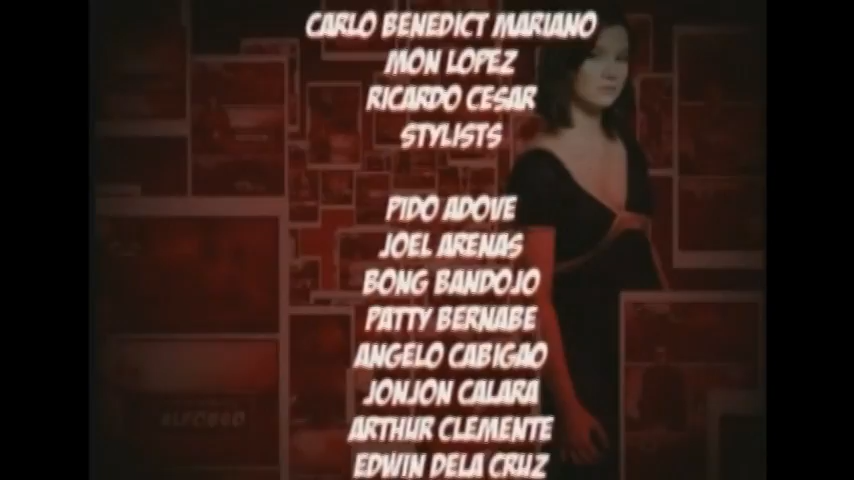 CARLO BENEDICT MARIANO
MON LOPEZ
RICARDO CESAR
STYLISTS
PIDO ADOVE
JOEL ARENAS
BONG BANDOJO
PATTY BERNABE
ANGELO CABIGAO
JONJON CALARA
ARTHUR CLEMENTE
EDWIN DELA CRUZ